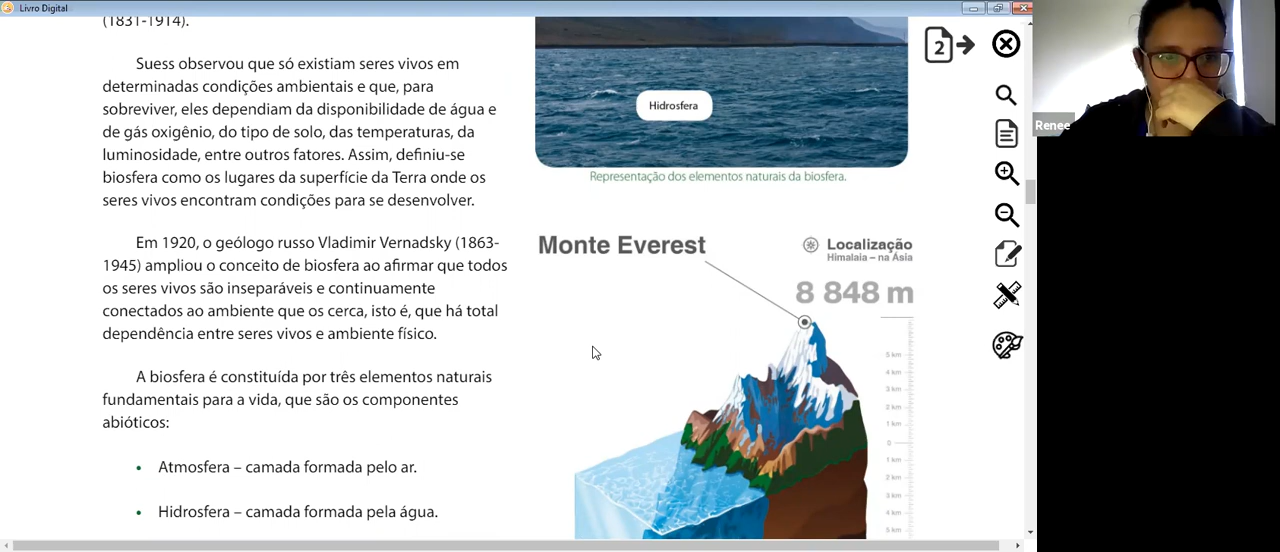 Livro Digital
(1831-1914).
Suess observou que só existiam seres vivos em
determinadas condições ambientais e que, para
sobreviver, eles dependiam da disponibilidade de água e
de gás oxigênio, do tipo de solo, das temperaturas, da
luminosidade, entre outros fatores. Assim, definiu-se
biosfera como os lugares da superfície da Terra onde os
seres vivos encontram condições para se desenvolver.
Em 1920, o geólogo russo Vladimir Vernadsky (1863-
1945) ampliou o conceito de biosfera ao afirmar que todos
os seres vivos são inseparáveis e continuamente
conectados ao ambiente que os cerca, isto é, que há total
dependência entre seres vivos e ambiente físico.
A biosfera é constituída por três elementos naturais
fundamentais para a vida, que são os componentes
abióticos:
• Atmosfera – camada formada pelo ar.
• Hidrosfera – camada formada pela água.
Hidrosfera
Representação dos elementos naturais da biosfera.
Monte Everest
Localização
Himalaia – na Ásia
8 848 m
5 km
4 km
3 km
2 km
1 km
0
1 km
2 km
3 km
4 km
5 km
2
Renee